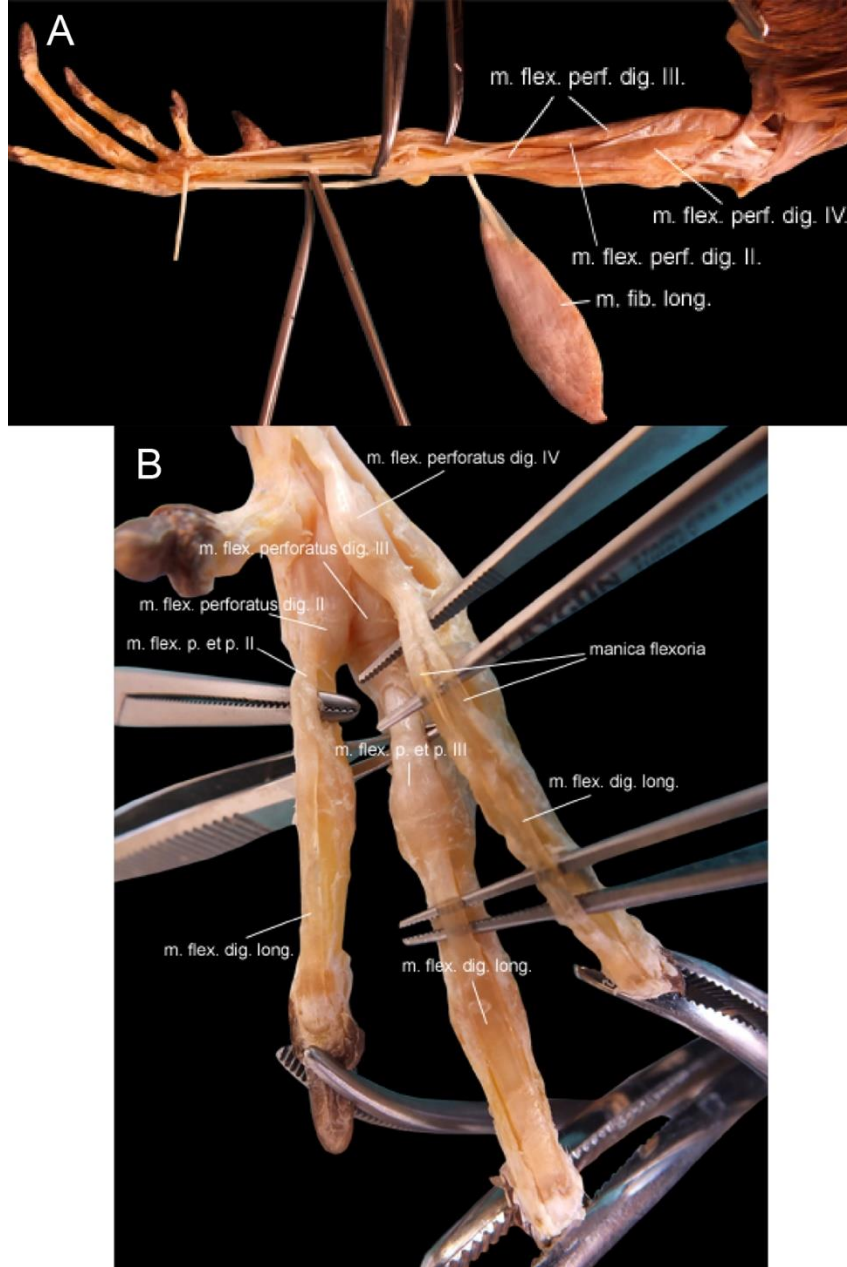 A
m. flex. perf. dig. III.
m. flex. perf. dig. IV.
m. flex. perf. dig. II.
m. fib. long.
B
m. flex. perforatus dig. IV
m. flex. perforatus dig. III
m. flex. perforatus dig. II
m. flex. p. et p. II
manica flexoria
m. flex. p. et p. III
m. flex. dig. long.
m. flex. dig. long.
m. flex. dig. long.